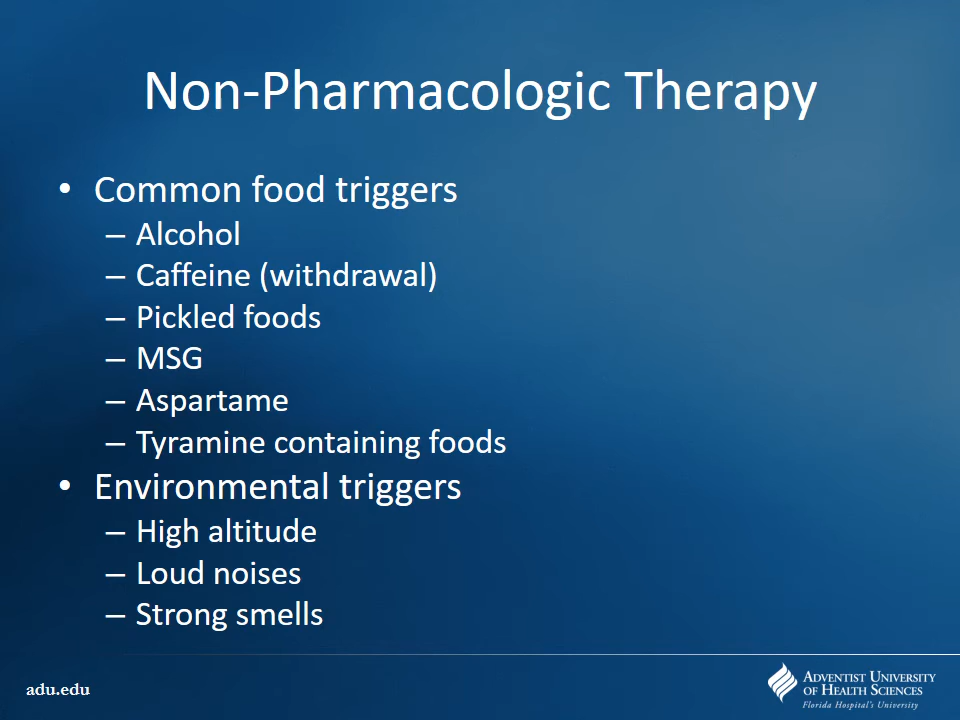 Non-Pharmacologic Therapy
• Common food triggers
– Alcohol
– Caffeine (withdrawal)
– Pickled foods
– MSG
– Aspartame
– Tyramine containing foods
• Environmental triggers
– High altitude
– Loud noises
– Strong smells
adu.edu
Adventist University
of Health Sciences
Florida Hospital's University